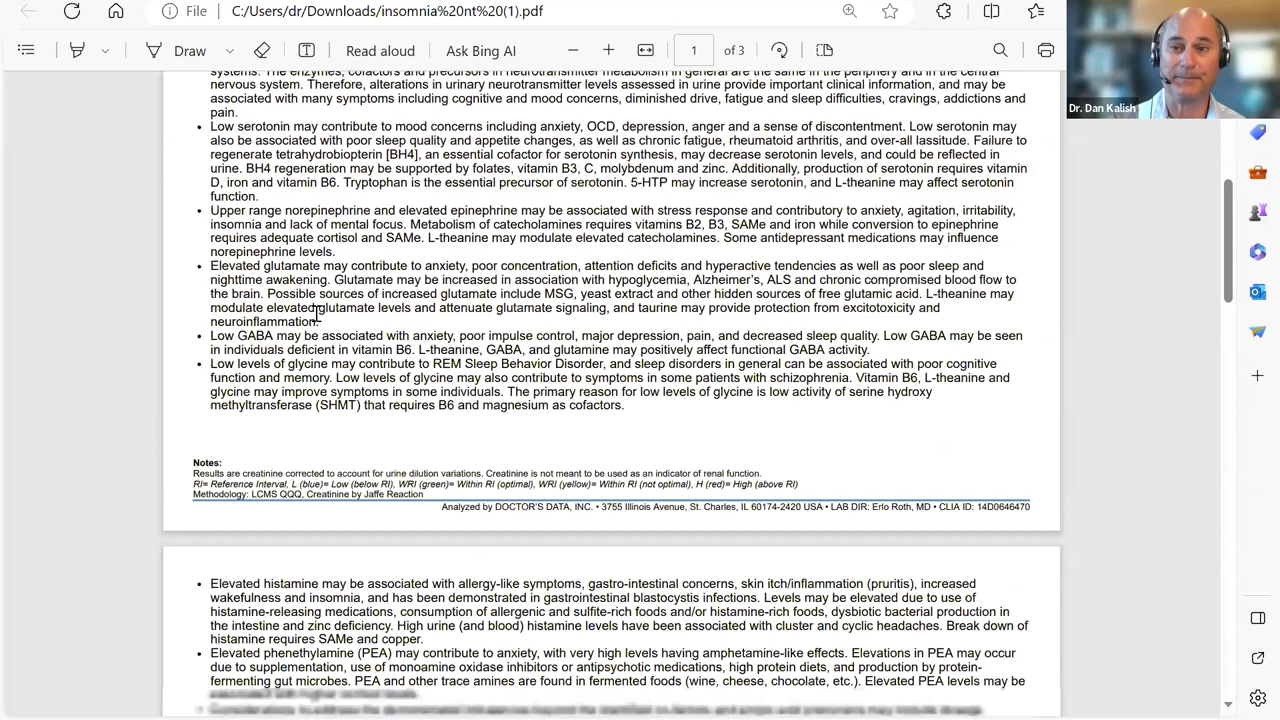 File
C:/Users/dr/Downloads/insomnia%20nt%20(1).pdf
Draw
Read aloud
Ask Bing AI
1
of 3
Dr. Dan Kalish
systems. The enzymes, cofactors and precursors in neurotransmitter metabolism in general are the same in the periphery and in the central
nervous system. Therefore, alterations in urinary neurotransmitter levels assessed in urine provide important clinical information, and may be
associated with many symptoms including cognitive and mood concerns, diminished drive, fatigue and sleep difficulties, cravings, addictions and
pain.
• Low serotonin may contribute to mood concerns including anxiety, OCD, depression, anger and a sense of discontentment. Low serotonin may
also be associated with poor sleep quality and appetite changes, as well as chronic fatigue, rheumatoid arthritis, and over-all lassitude. Failure to
regenerate tetrahydrobiopterin [BH4], an essential cofactor for serotonin synthesis, may decrease serotonin levels, and could be reflected in
urine. BH4 regeneration may be supported by folates, vitamin B3, C, molybdenum and zinc. Additionally, production of serotonin requires vitamin
D, iron and vitamin B6. Tryptophan is the essential precursor of serotonin. 5-HTP may increase serotonin, and L-theanine may affect serotonin
function.
• Upper range norepinephrine and elevated epinephrine may be associated with stress response and contributory to anxiety, agitation, irritability,
insomnia and lack of mental focus. Metabolism of catecholamines requires vitamins B2, B3, SAMe and iron while conversion to epinephrine
requires adequate cortisol and SAMe. L-theanine may modulate elevated catecholamines. Some antidepressant medications may influence
norepinephrine levels.
• Elevated glutamate may contribute to anxiety, poor concentration, attention deficits and hyperactive tendencies as well as poor sleep and
nighttime awakening. Glutamate may be increased in association with hypoglycemia, Alzheimer's, ALS and chronic compromised blood flow to
the brain. Possible sources of increased glutamate include MSG, yeast extract and other hidden sources of free glutamic acid. L-theanine may
modulate elevated glutamate levels and attenuate glutamate signaling, and taurine may provide protection from excitotoxicity and
neuroinflammation.
• Low GABA may be associated with anxiety, poor impulse control, major depression, pain, and decreased sleep quality. Low GABA may be seen
in individuals deficient in vitamin B6. L-theanine, GABA, and glutamine may positively affect functional GABA activity.
• Low levels of glycine may contribute to REM Sleep Behavior Disorder, and sleep disorders in general can be associated with poor cognitive
function and memory. Low levels of glycine may also contribute to symptoms in some patients with schizophrenia. Vitamin B6, L-theanine and
glycine may improve symptoms in some individuals. The primary reason for low levels of glycine is low activity of serine hydroxy
methyltransferase (SHMT) that requires B6 and magnesium as cofactors.
Notes:
Results are creatinine corrected to account for urine dilution variations. Creatinine is not meant to be used as an indicator of renal function.
RI= Reference Interval, L (blue)= Low (below RI), WRI (green)= Within RI (optimal), WRI (yellow)= Within RI (not optimal), H (red)= High (above RI)
Methodology: LCMS QQQ, Creatinine by Jaffe Reaction
Analyzed by DOCTOR'S DATA, INC. • 3755 Illinois Avenue, St. Charles, IL 60174-2420 USA • LAB DIR: Erlo Roth, MD • CLIA ID: 14D0646470
• Elevated histamine may be associated with allergy-like symptoms, gastro-intestinal concerns, skin itch/inflammation (pruritis), increased
wakefulness and insomnia, and has been demonstrated in gastrointestinal blastocystis infections. Levels may be elevated due to use of
histamine-releasing medications, consumption of allergenic and sulfite-rich foods and/or histamine-rich foods, dysbiotic bacterial production in
the intestine and zinc deficiency. High urine (and blood) histamine levels have been associated with cluster and cyclic headaches. Break down of
histamine requires SAMe and copper.
• Elevated phenethylamine (PEA) may contribute to anxiety, with very high levels having amphetamine-like effects. Elevations in PEA may occur
due to supplementation, use of monoamine oxidase inhibitors or antipsychotic medications, high protein diets, and production by protein-
fermenting gut microbes. PEA and other trace amines are found in fermented foods (wine, cheese, chocolate, etc.). Elevated PEA levels may be